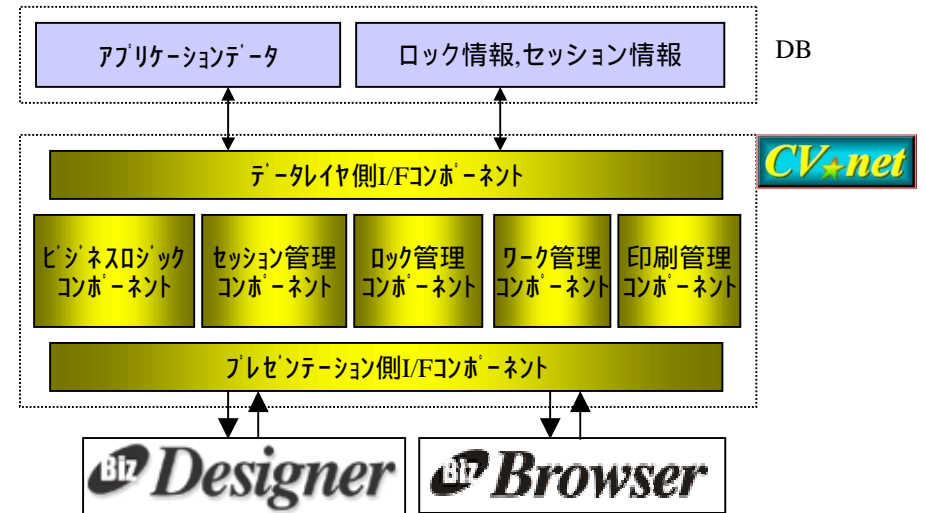 ｱﾌﾟﾘｹｰｼｮﾝﾃﾞｰﾀ
ロック情報,セッション情報
DB
CV★net
ﾃﾞｰﾀﾚｲﾔ側I/Fｺﾝﾎﾟｰﾈﾝﾄ
ﾋﾞｼﾞﾈｽﾛｼﾞｯｸ
ｺﾝﾎﾟｰﾈﾝﾄ
ｾｯｼｮﾝ管理
ｺﾝﾎﾟｰﾈﾝﾄ
ﾛｯｸ管理
ｺﾝﾎﾟｰﾈﾝﾄ
ﾜｰｸ管理
ｺﾝﾎﾟｰﾈﾝﾄ
印刷管理
ｺﾝﾎﾟｰﾈﾝﾄ
ﾌﾟﾚｾﾞﾝﾃｰｼｮﾝ側I/Fｺﾝﾎﾟｰﾈﾝﾄ
Biz Designer
Biz Browser